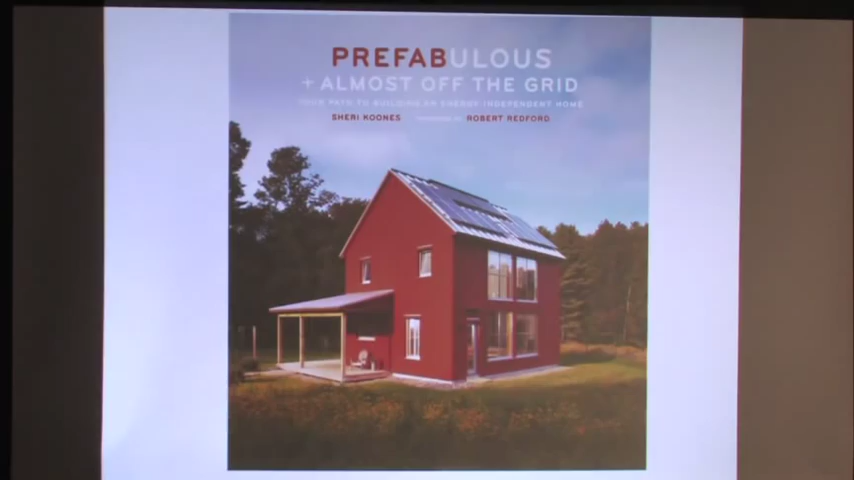 PREFABULOUS
+ ALMOST OFF THE GRID
YOUR PATH TO BUILDING AN ENERGY-INDEPENDENT HOME
SHERI KOONES ROBERT REDFORD